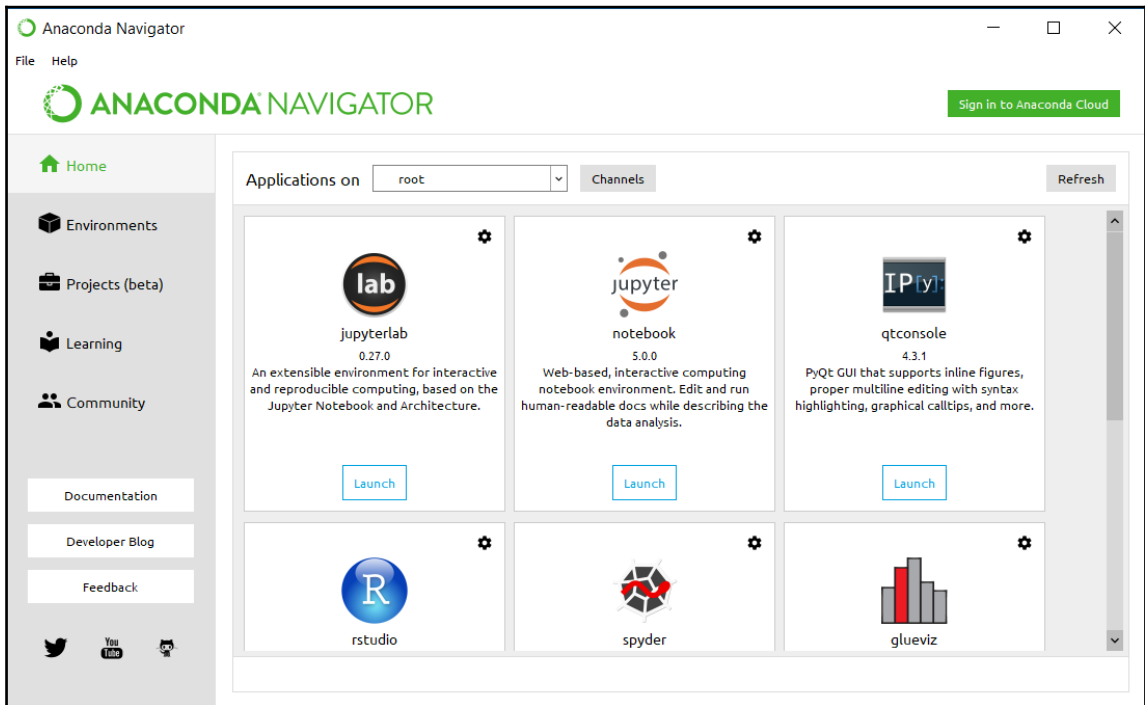 Anaconda Navigator
File Help
ANACONDA NAVIGATOR
Sign in to Anaconda Cloud
Home
Environments
Projects (beta)
Learning
Community
Documentation
Developer Blog
Feedback
You
Tube
Applications on root Channels Refresh
lab
jupyterlab
0.27.0
An extensible environment for interactive
and reproducible computing, based on the
Jupyter Notebook and Architecture.
Launch
jupyter
notebook
5.0.0
Web-based, interactive computing
notebook environment. Edit and run
human-readable docs while describing the
data analysis.
Launch
IP[y]:
qtconsole
4.3.1
PyQt GUI that supports inline figures,
proper multiline editing with syntax
highlighting, graphical calltips, and more.
Launch
R
rstudio
spyder
glueviz